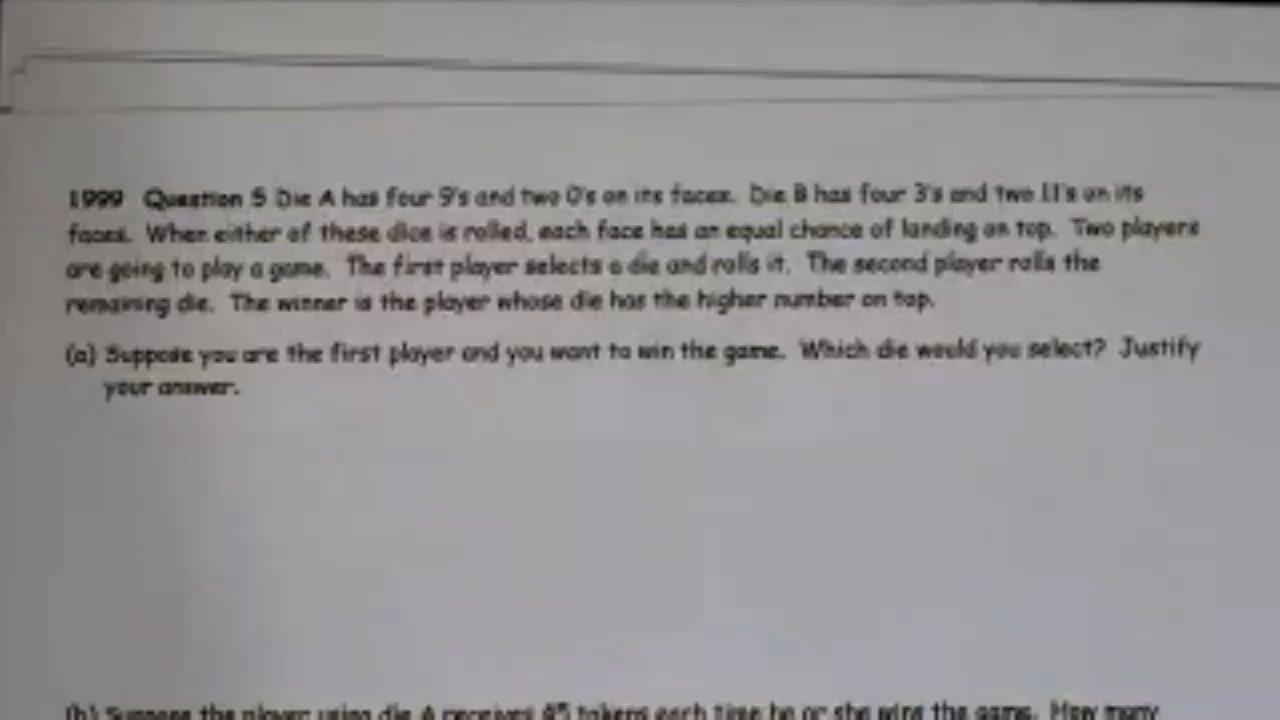 1999 Question 5 Die A has four 9's and two 0's on its faces. Die B has four 3's and two 11's on its
faces. When either of these dice is rolled, each face has an equal chance of landing on top. Two players
are going to play a game. The first player selects a die and rolls it. The second player rolls the
remaining die. The winner is the player whose die has the higher number on top.
(a) Suppose you are the first player and you want to win the game. Which die would you select? Justify
your answer.
(b) Suppose the player using die A receives 45 tokens each time he or she wins the game. How many